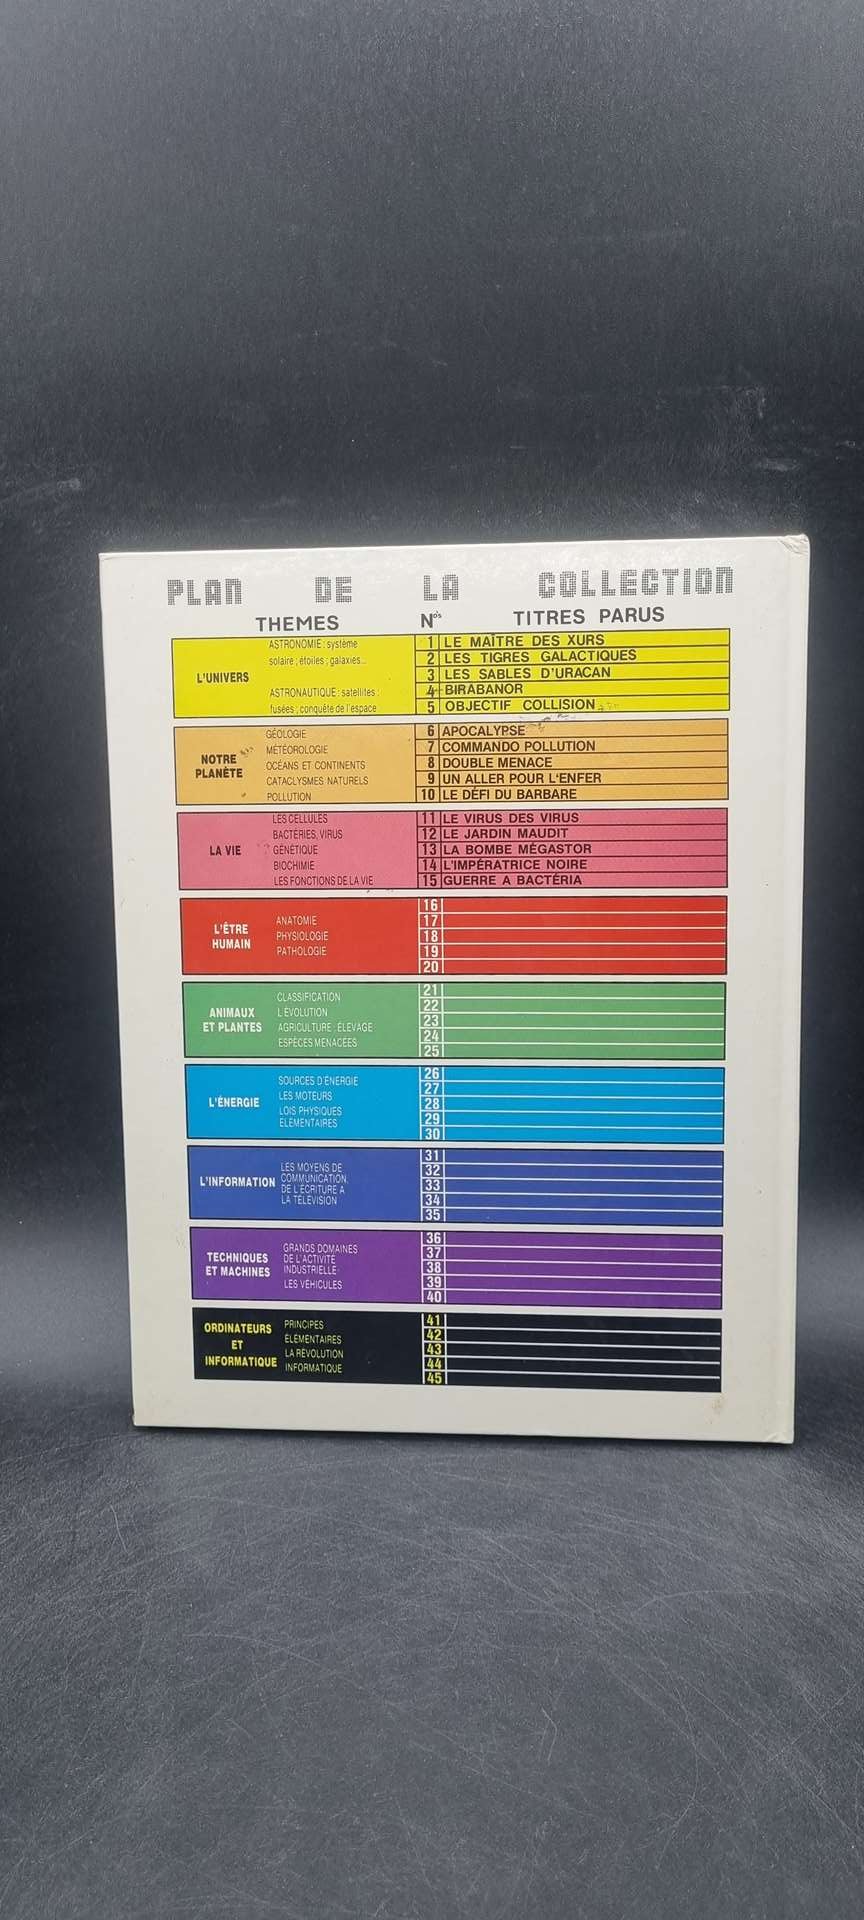 PLAN DE LA COLLECTION
THEMES Nos TITRES PARUS
L'UNIVERS
ASTRONOMIE : système
solaire ; étoiles ; galaxies...
ASTRONAUTIQUE : satellites ;
fusées ; conquête de l'espace
1 LE MAÎTRE DES XURS
2 LES TIGRES GALACTIQUES
3 LES SABLES D'URACAN
4 BIRABANOR
5 OBJECTIF COLLISION
NOTRE
PLANÈTE
GÉOLOGIE
MÉTÉOROLOGIE
OCÉANS ET CONTINENTS
CATACLYSMES NATURELS
POLLUTION
6 APOCALYPSE
7 COMMANDO POLLUTION
8 DOUBLE MENACE
9 UN ALLER POUR L'ENFER
10 LE DÉFI DU BARBARE
LA VIE
LES CELLULES
BACTÉRIES, VIRUS
GÉNÉTIQUE
BIOCHIMIE
LES FONCTIONS DE LA VIE
11 LE VIRUS DES VIRUS
12 LE JARDIN MAUDIT
13 LA BOMBE MÉGASTOR
14 L'IMPÉRATRICE NOIRE
15 GUERRE A BACTÉRIA
L'ÊTRE
HUMAIN
ANATOMIE
PHYSIOLOGIE
PATHOLOGIE
16
17
18
19
20
ANIMAUX
ET PLANTES
CLASSIFICATION
L'ÉVOLUTION
AGRICULTURE ; ÉLEVAGE
ESPÈCES MENACÉES
21
22
23
24
25
L'ÉNERGIE
SOURCES D'ÉNERGIE
LES MOTEURS
LOIS PHYSIQUES
ELÉMENTAIRES
26
27
28
29
30
L'INFORMATION
LES MOYENS DE
COMMUNICATION,
DE L'ÉCRITURE A
LA TÉLÉVISION
31
32
33
34
35
TECHNIQUES
ET MACHINES
GRANDS DOMAINES
DE L'ACTIVITÉ
INDUSTRIELLE
LES VÉHICULES
36
37
38
39
40
ORDINATEURS
ET
INFORMATIQUE
PRINCIPES
ÉLÉMENTAIRES
LA RÉVOLUTION
INFORMATIQUE
41
42
43
44
45